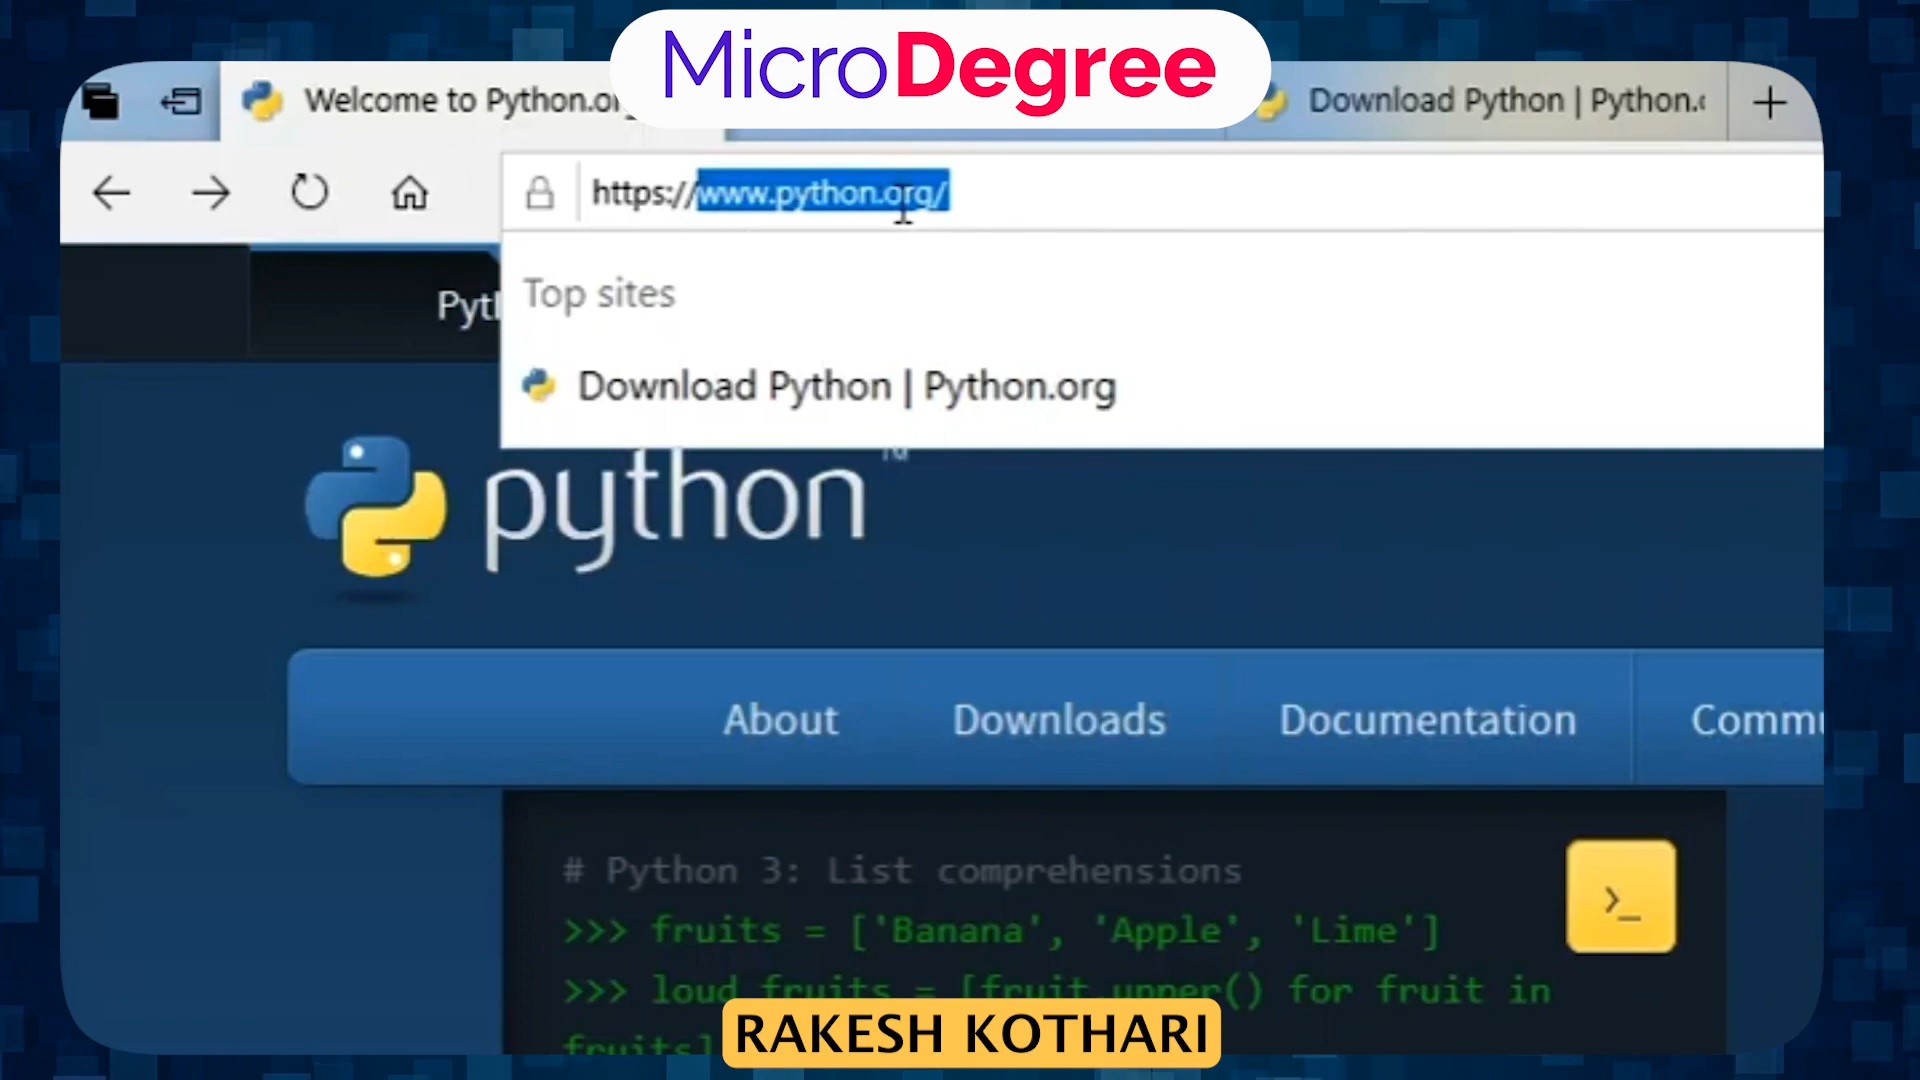 MicroDegree
Welcome to Python.or
Download Python | Python.
https://www.python.org/
Pyt
Top sites
Download Python | Python.org
python
About
Downloads
Documentation
Commu
# Python 3: List comprehensions
>>> fruits = ['Banana', 'Apple', 'Lime']
>>> loud_fruits = [fruit.upper() for fruit in
fruits]
RAKESH KOTHARI